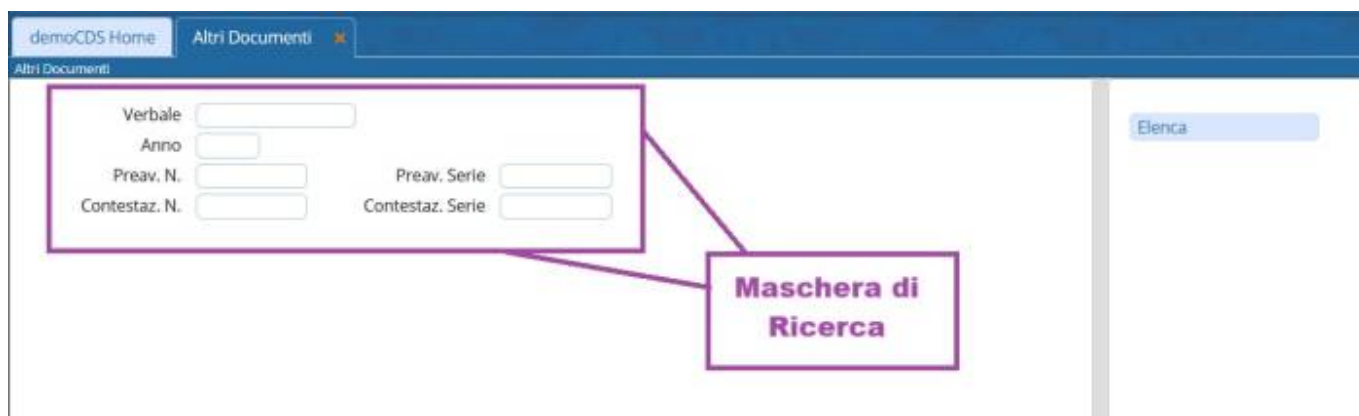 demoCDS Home Altri Documenti ×
Altri Documenti
Verbale
Elenca
Anno
Preav. N. Preav. Serie
Contestaz. N. Contestaz. Serie
Maschera di
Ricerca